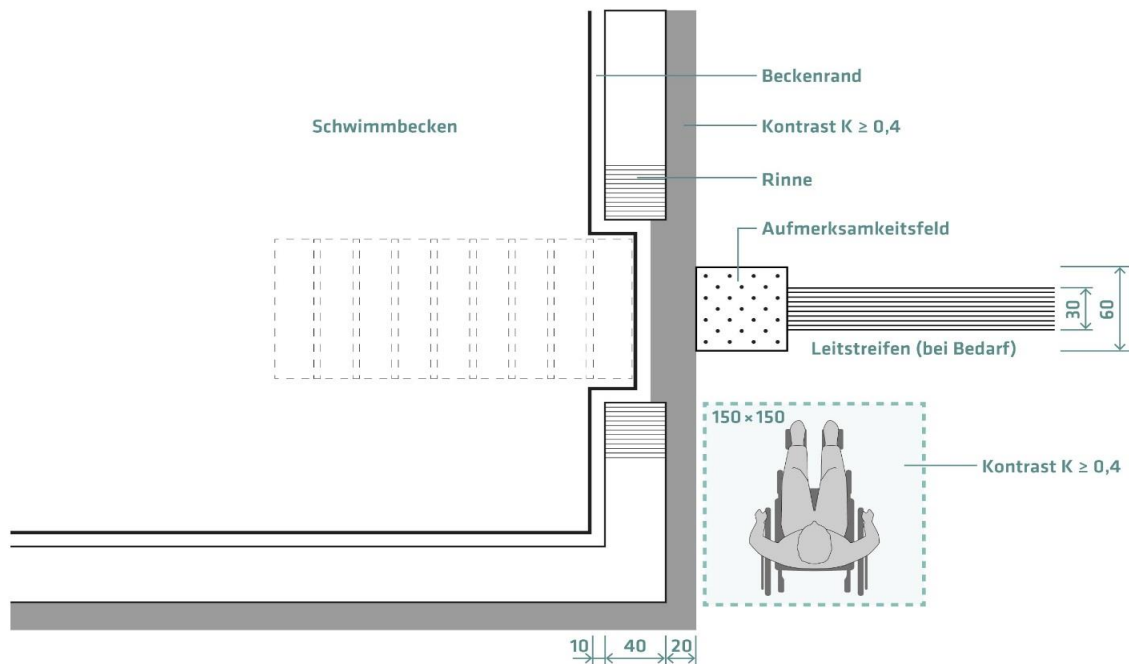 Beckenrand
Schwimmbecken
Kontrast K ≥ 0,4
Rinne
Aufmerksamkeitsfeld
30
60
Leitstreifen (bei Bedarf)
150 × 150
Kontrast K ≥ 0,4
10 40 20